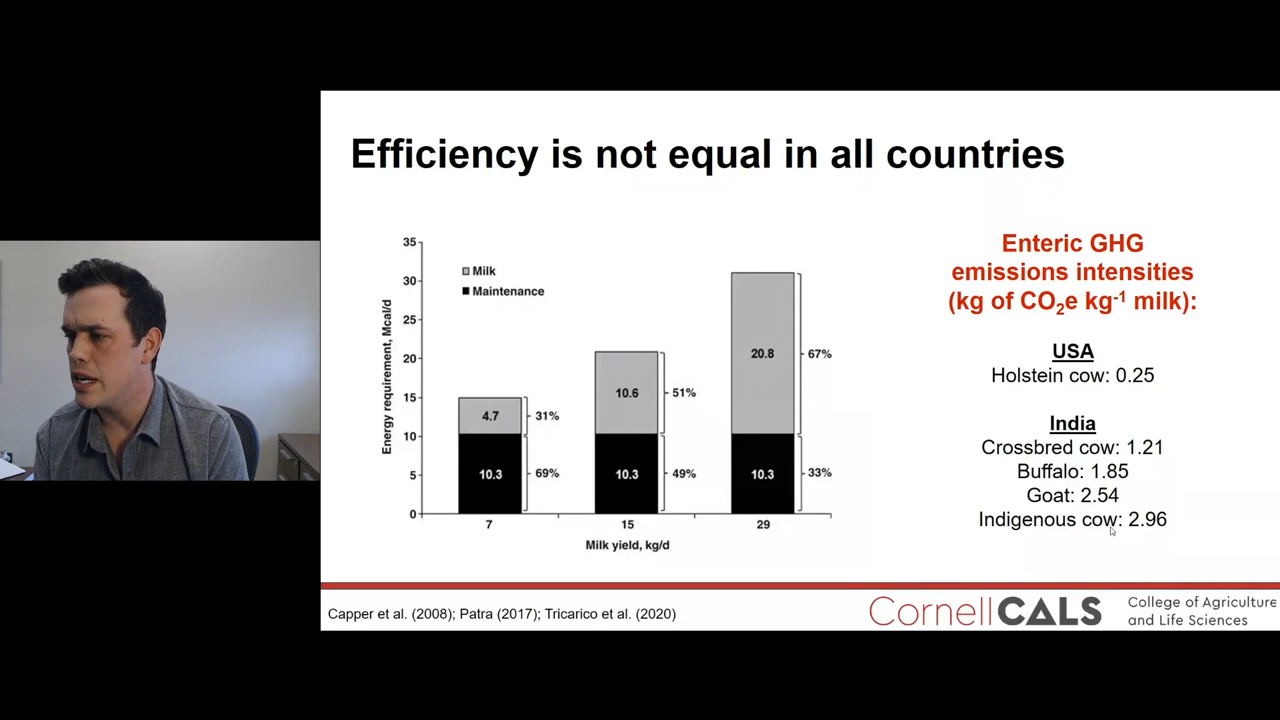 Efficiency is not equal in all countries
35
30
25
20
15
10
5
0
Energy requirement, Mcal/d
Milk
Maintenance
4.7
31%
10.3
69%
10.6
51%
10.3
49%
20.8
67%
10.3
33%
7
15
29
Milk yield, kg/d
Enteric GHG
emissions intensities
(kg of CO₂e kg⁻¹ milk):
USA
Holstein cow: 0.25
India
Crossbred cow: 1.21
Buffalo: 1.85
Goat: 2.54
Indigenous cow: 2.96
Capper et al. (2008); Patra (2017); Tricarico et al. (2020)
CornellCALS
College of Agriculture
and Life Sciences